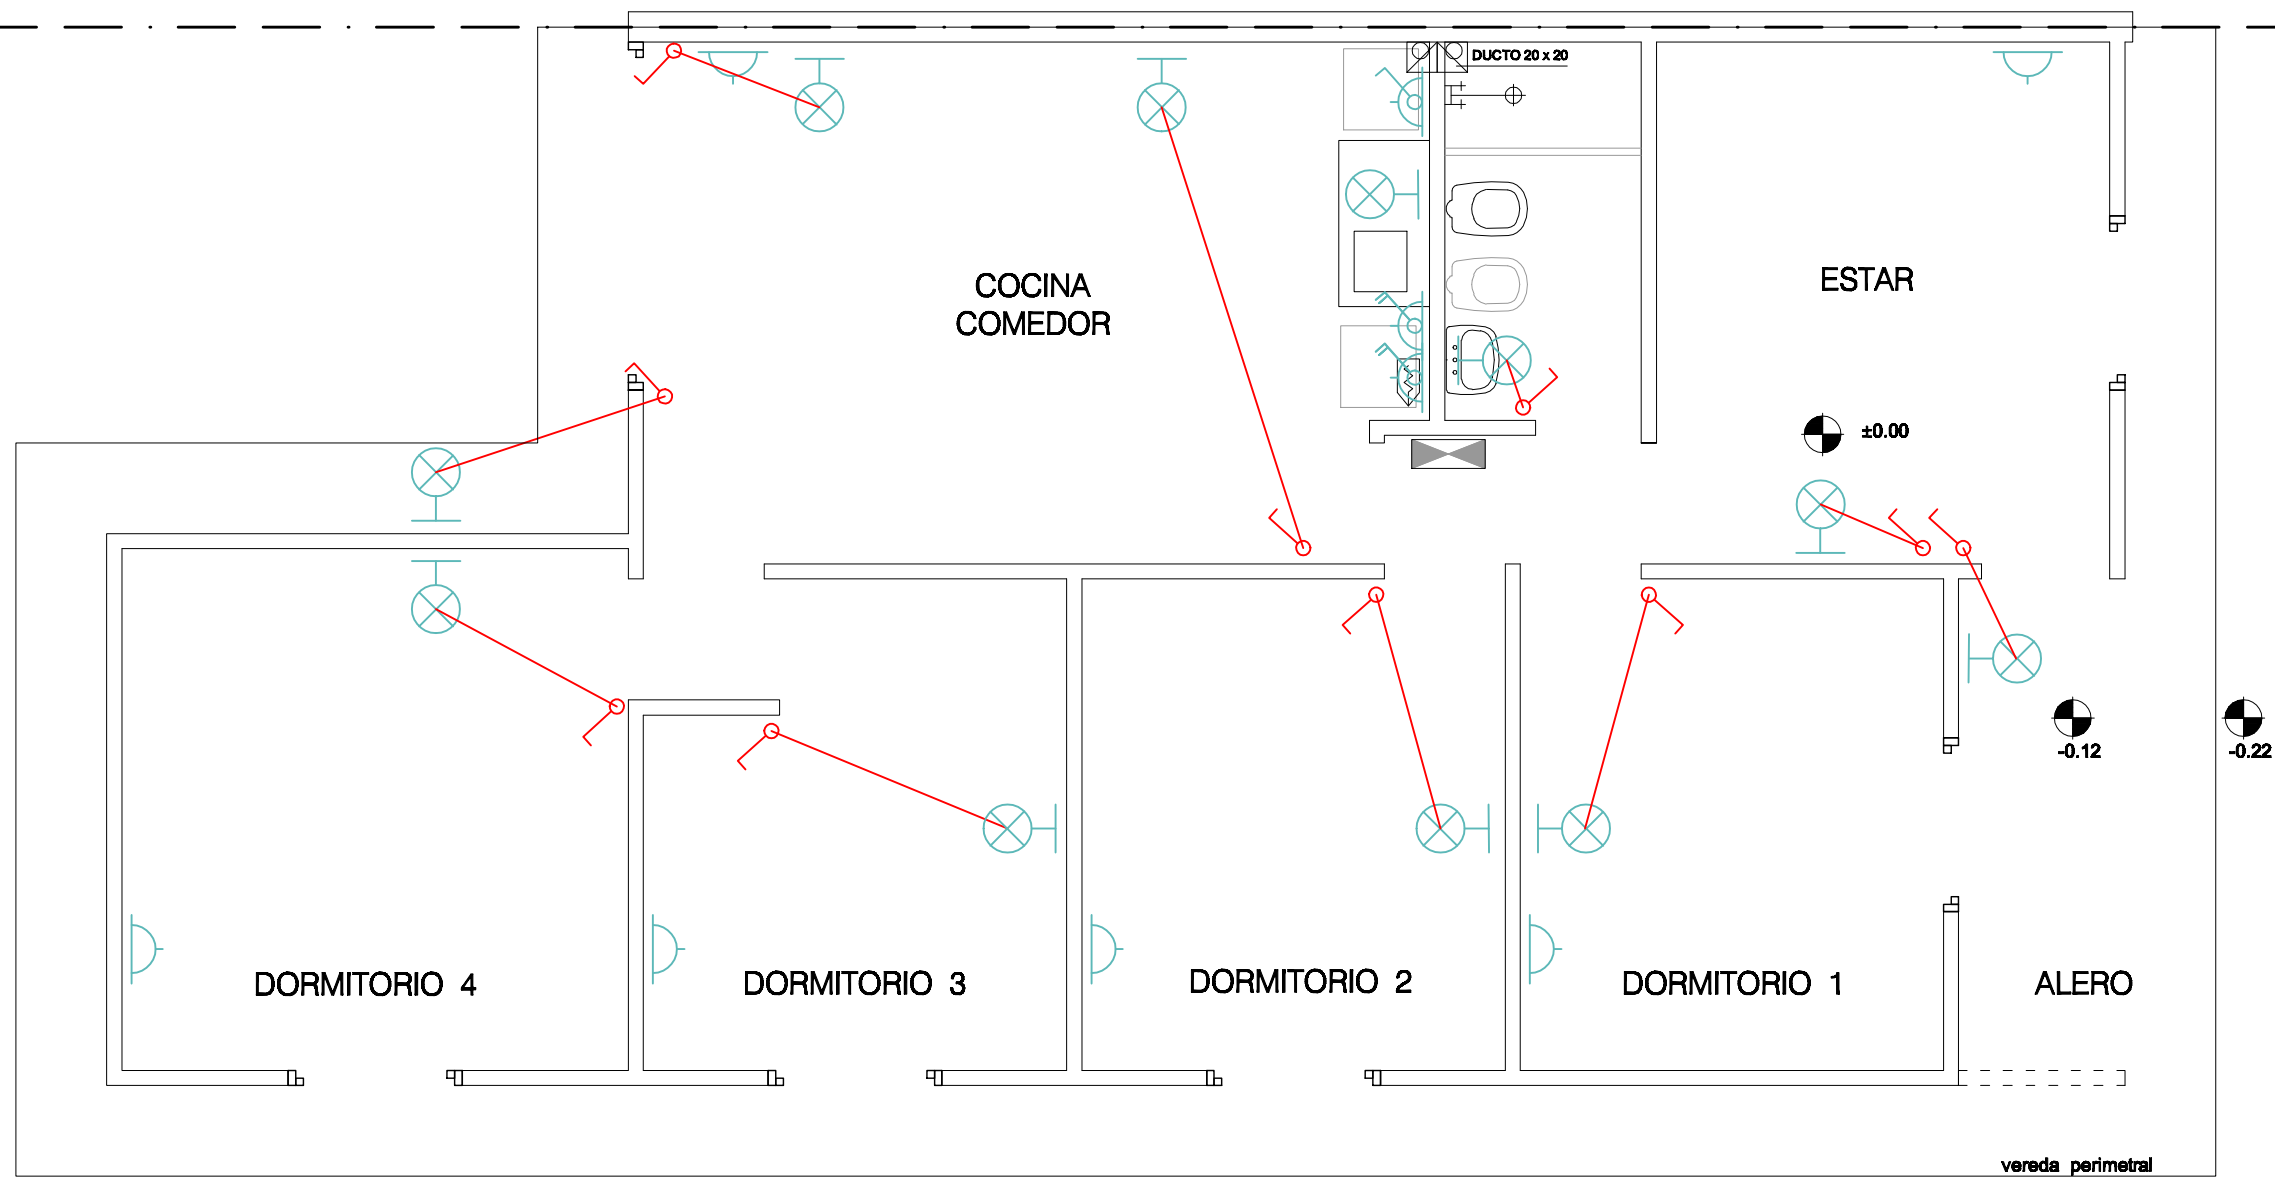 DUCTO 20 x 20
COCINA
COMEDOR
ESTAR
±0.00
-0.12
-0.22
DORMITORIO 4
DORMITORIO 3
DORMITORIO 2
DORMITORIO 1
ALERO
vereda perimetral